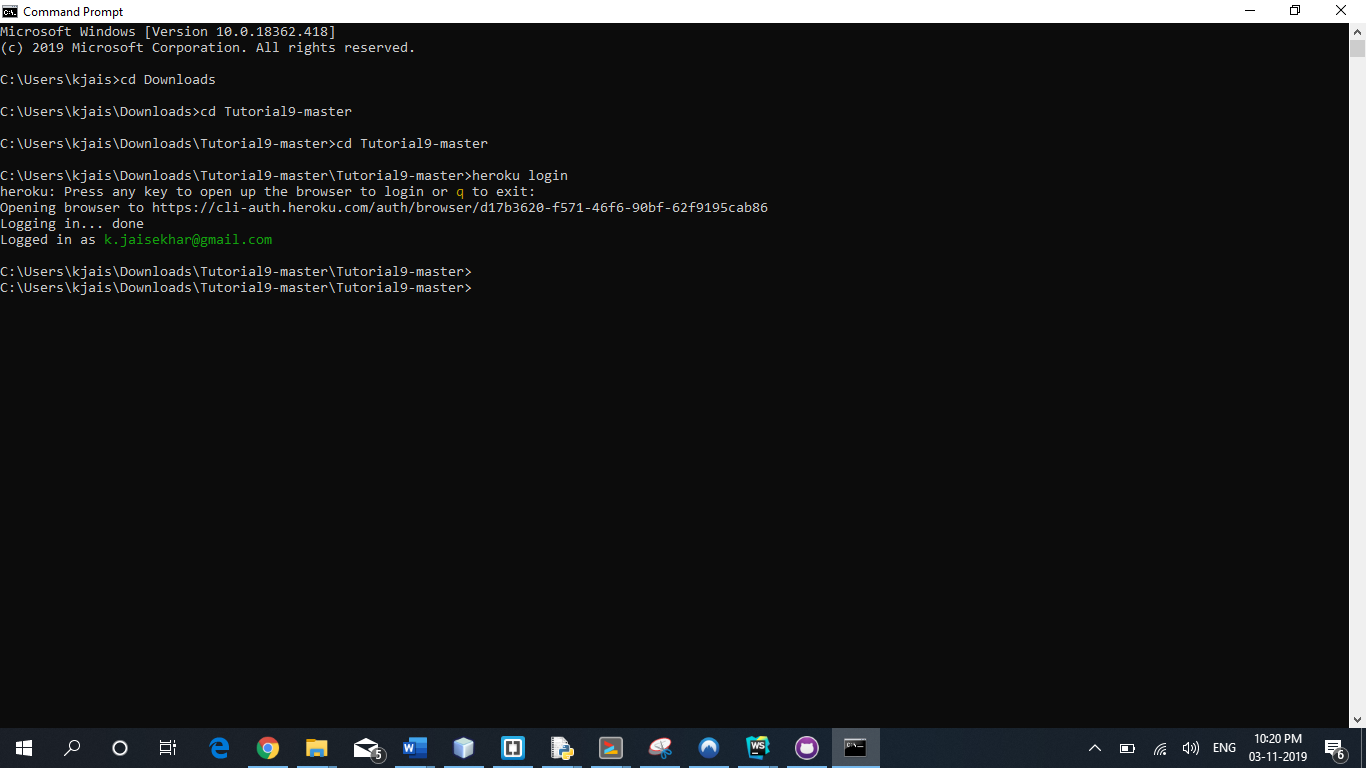 Command Prompt
Microsoft Windows [Version 10.0.18362.418]
(c) 2019 Microsoft Corporation. All rights reserved.
C:\Users\kjais>cd Downloads
C:\Users\kjais\Downloads>cd Tutorial9-master
C:\Users\kjais\Downloads\Tutorial9-master>cd Tutorial9-master
C:\Users\kjais\Downloads\Tutorial9-master\Tutorial9-master>heroku login
heroku: Press any key to open up the browser to login or q to exit:
Opening browser to https://cli-auth.heroku.com/auth/browser/d17b3620-f571-46f6-90bf-62f9195cab86
Logging in... done
Logged in as k.jaisekhar@gmail.com
C:\Users\kjais\Downloads\Tutorial9-master\Tutorial9-master>
C:\Users\kjais\Downloads\Tutorial9-master\Tutorial9-master>
5
W
WS
ENG
10:20 PM
03-11-2019
6